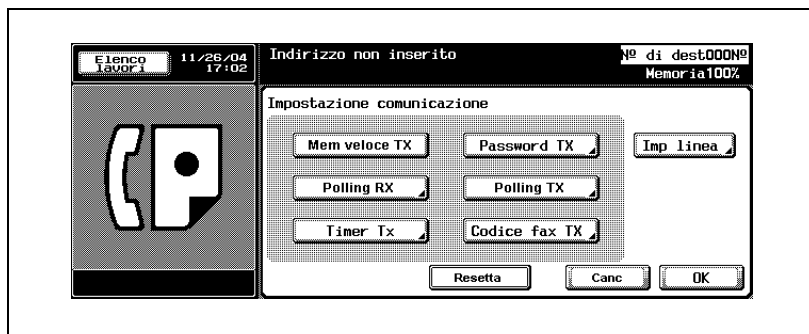 Elenco
lavori
11/26/04
17:02
Indirizzo non inserito
Nº di dest000Nº
Memoria100%
Impostazione comunicazione
Mem veloce TX
Password TX
Imp linea
Polling RX
Polling TX
Timer Tx
Codice fax TX
Resetta
Canc
OK